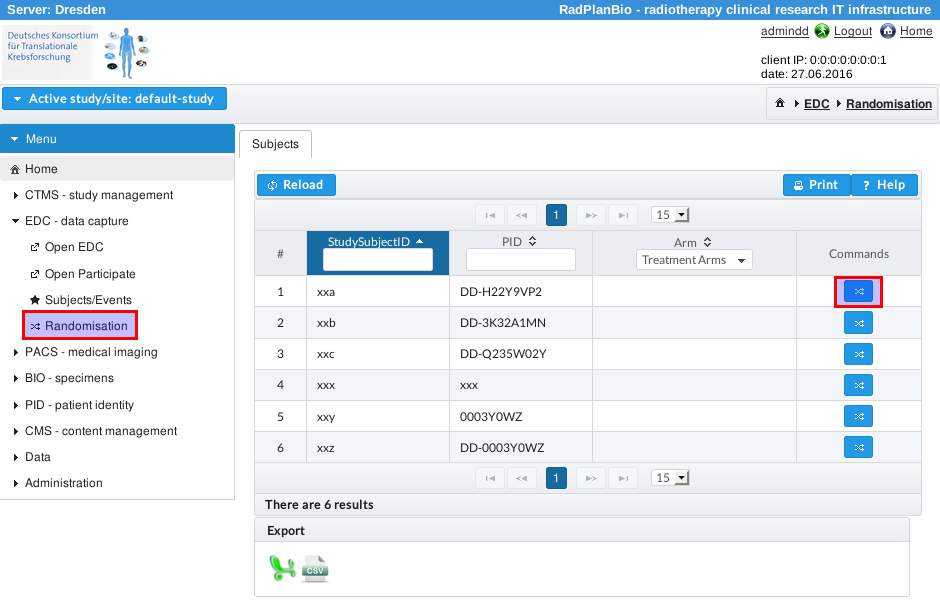 Server: Dresden
RadPlanBio - radiotherapy clinical research IT infrastructure
Deutsches Konsortium
für Translationale
Krebsforschung
admindd Logout Home
client IP: 0:0:0:0:0:0:0:1
date: 27.06.2016
Active study/site: default-study
EDC Randomisation
Menu
Home
CTMS - study management
EDC - data capture
Open EDC
Open Participate
Subjects/Events
Randomisation
PACS - medical imaging
BIO - specimens
PID - patient identity
CMS - content management
Data
Administration
Subjects
Reload
Print ? Help
1 15
# StudySubjectID PID Arm Commands
Treatment Arms
1 xxa DD-H22Y9VP2
2 xxb DD-3K32A1MN
3 xxc DD-Q235W02Y
4 xxx xxx
5 xxy 0003Y0WZ
6 xxz DD-0003Y0WZ
1 15
There are 6 results
Export
CSV